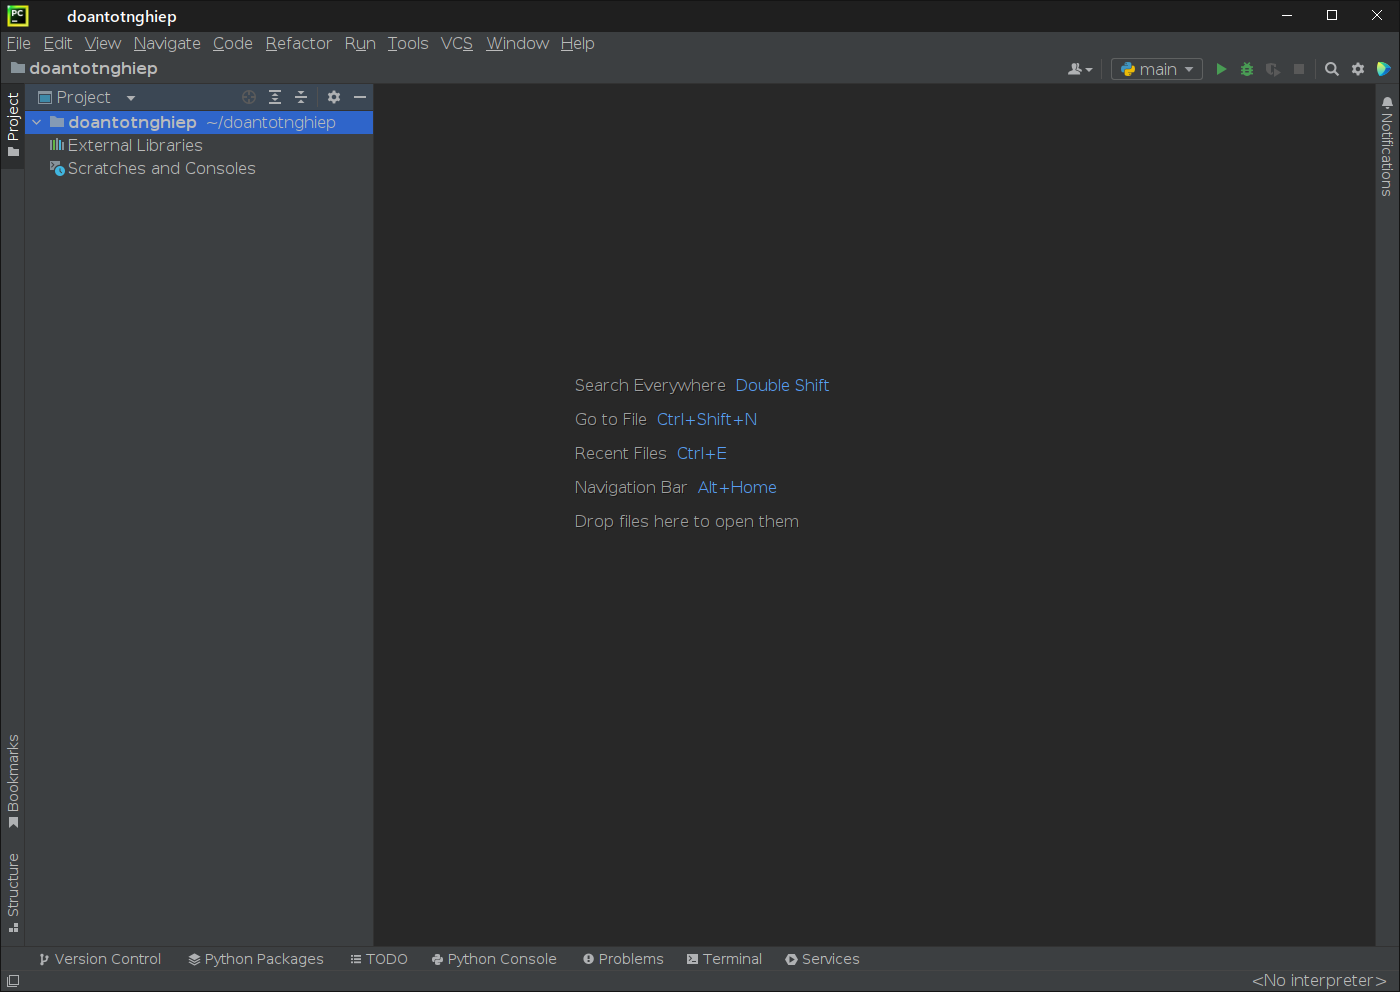 PC
doantotnghiep
File Edit View Navigate Code Refactor Run Tools VCS Window Help
doantotnghiep
main
Project
Project
doantotnghiep ~/doantotnghiep
External Libraries
Scratches and Consoles
Notifications
Search Everywhere Double Shift
Go to File Ctrl+Shift+N
Recent Files Ctrl+E
Navigation Bar Alt+Home
Drop files here to open them
Bookmarks
Structure
Version Control Python Packages TODO Python Console Problems Terminal Services
<No interpreter>